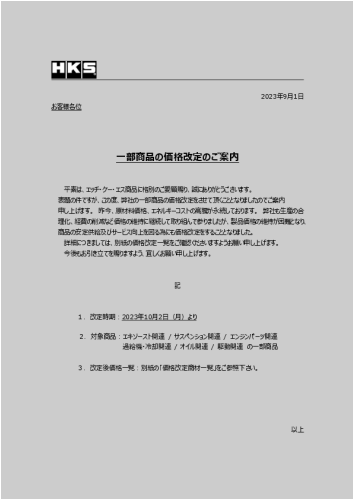 HKS
2023年9月1日
お客様各位
一部商品の価格改定のご案内
平素は、エッチ・ケー・エス商品に格別のご愛顧賜り、誠にありがとうございます。
表題の件ですが、この度、弊社の一部商品の価格改定をさせて頂くこととなりましたのでご案内
申し上げます。 昨今、原材料価格、エネルギーコストの高騰が永続しております。 弊社も生産の合
理化、経費の削減など価格の維持に継続して取り組んで参りましたが、製品価格の維持が困難となり、
商品の安定供給及びサービス向上を図る為にも価格改定をすることとなりました。
詳細につきましては、別紙の価格改定一覧をご確認くださいますようお願い申し上げます。
今後もお引き立てを賜りますよう、宜しくお願い申し上げます。
記
1. 改定時期:2023年10月2日(月)より
2. 対象商品:エキゾースト関連 / サスペンション関連 / エンジンパーツ関連
過給機・冷却関連 / オイル関連 / 駆動関連 の一部商品
3. 改定後価格一覧:別紙の「価格改定商材一覧」をご参照下さい。
以上